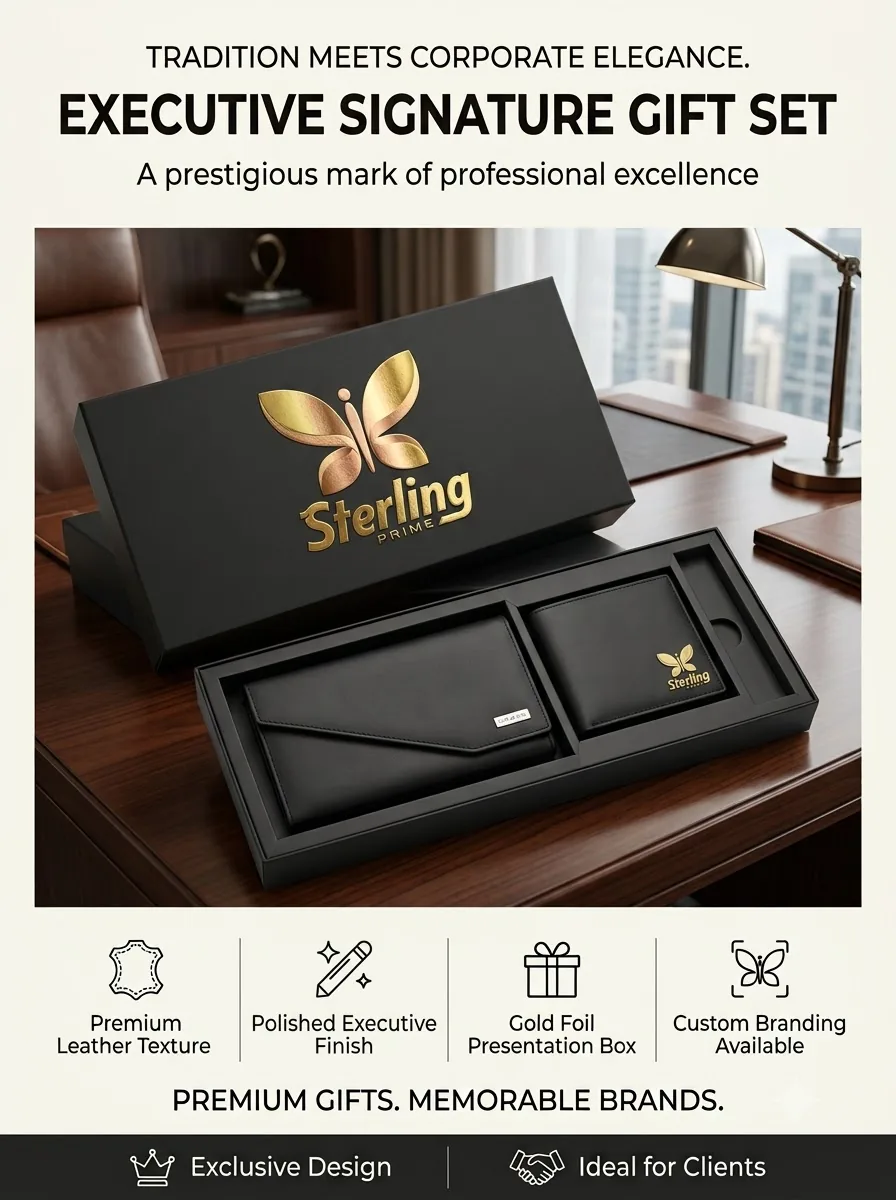 TRADITION MEETS CORPORATE ELEGANCE.
EXECUTIVE SIGNATURE GIFT SET
A prestigious mark of professional excellence
Sterling
PRIME
Sterling
Premium
Leather Texture
Polished Executive
Finish
Gold Foil
Presentation Box
Custom Branding
Available
PREMIUM GIFTS. MEMORABLE BRANDS.
Exclusive Design
Ideal for Clients